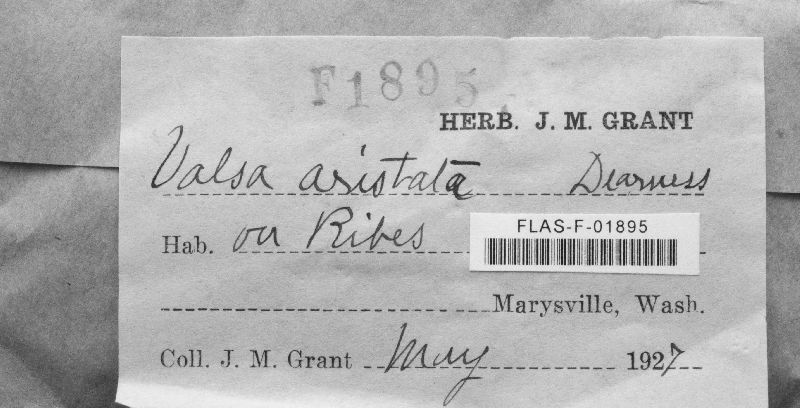 F1895
HERB. J. M. GRANT
Valsa aristata Dearness
Hab. on Ribes
FLAS-F-01895
Marysville, Wash.
Coll. J. M. Grant May 1927